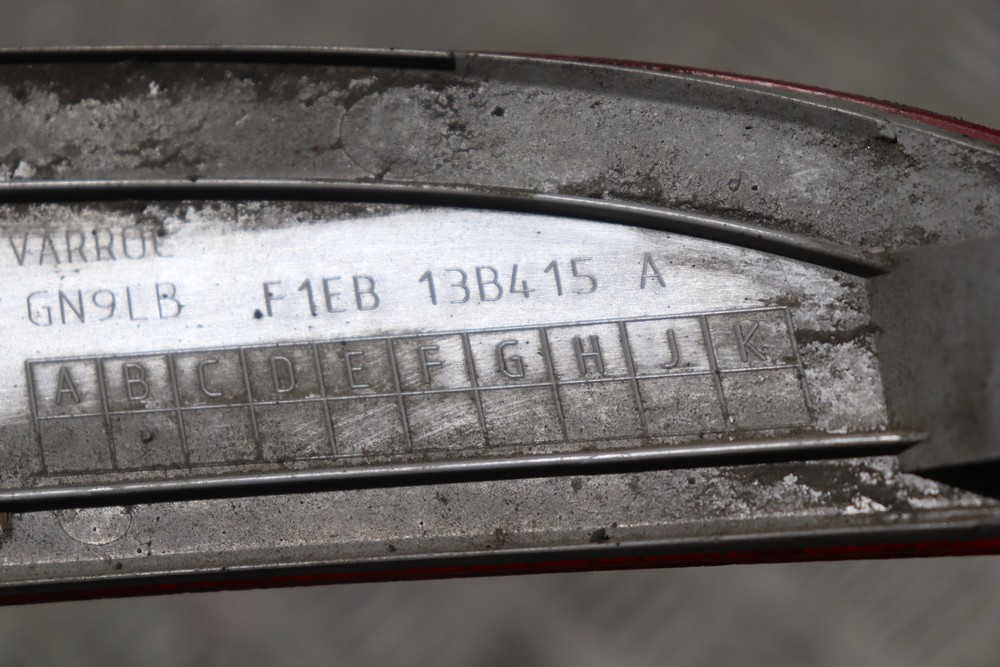 VARROC
GN9LB F1EB 13B415 A
A B C D E F G H J K